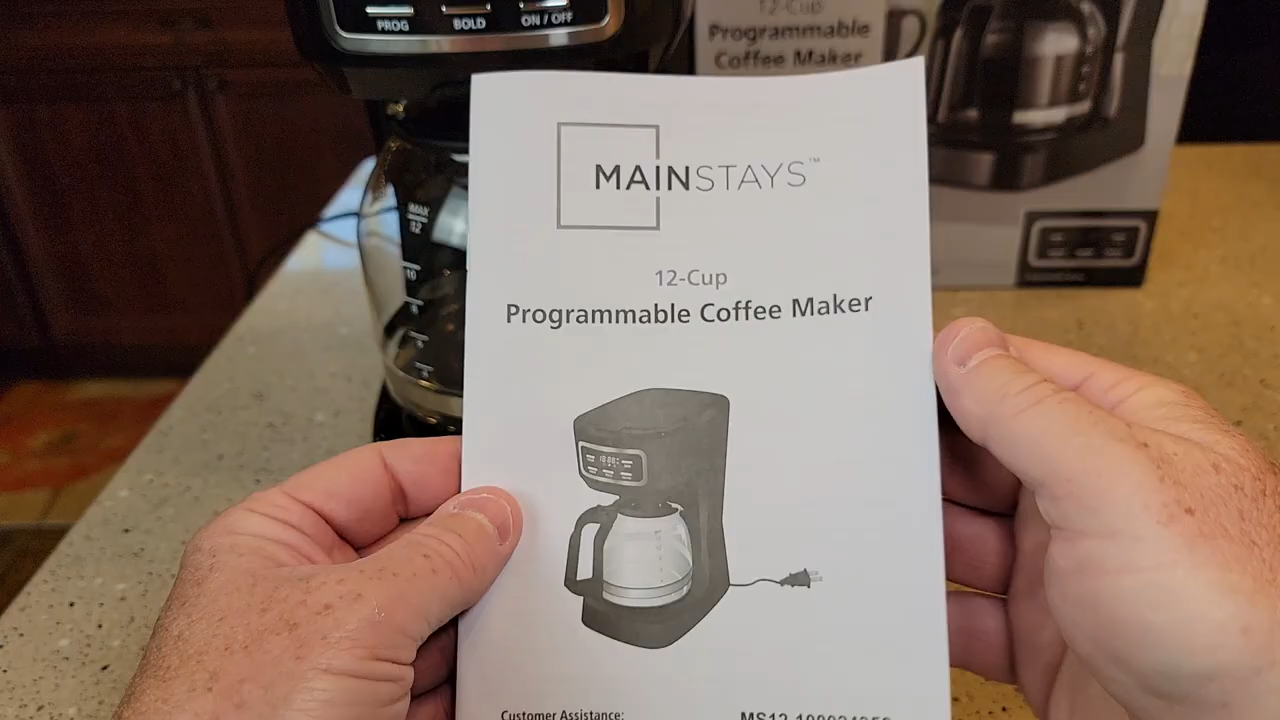 PROG BOLD ON / OFF
12-Cup
Programmable
Coffee Maker
MAX
12
10
MAINSTAYS™
12-Cup
Programmable Coffee Maker
Customer Assistance: